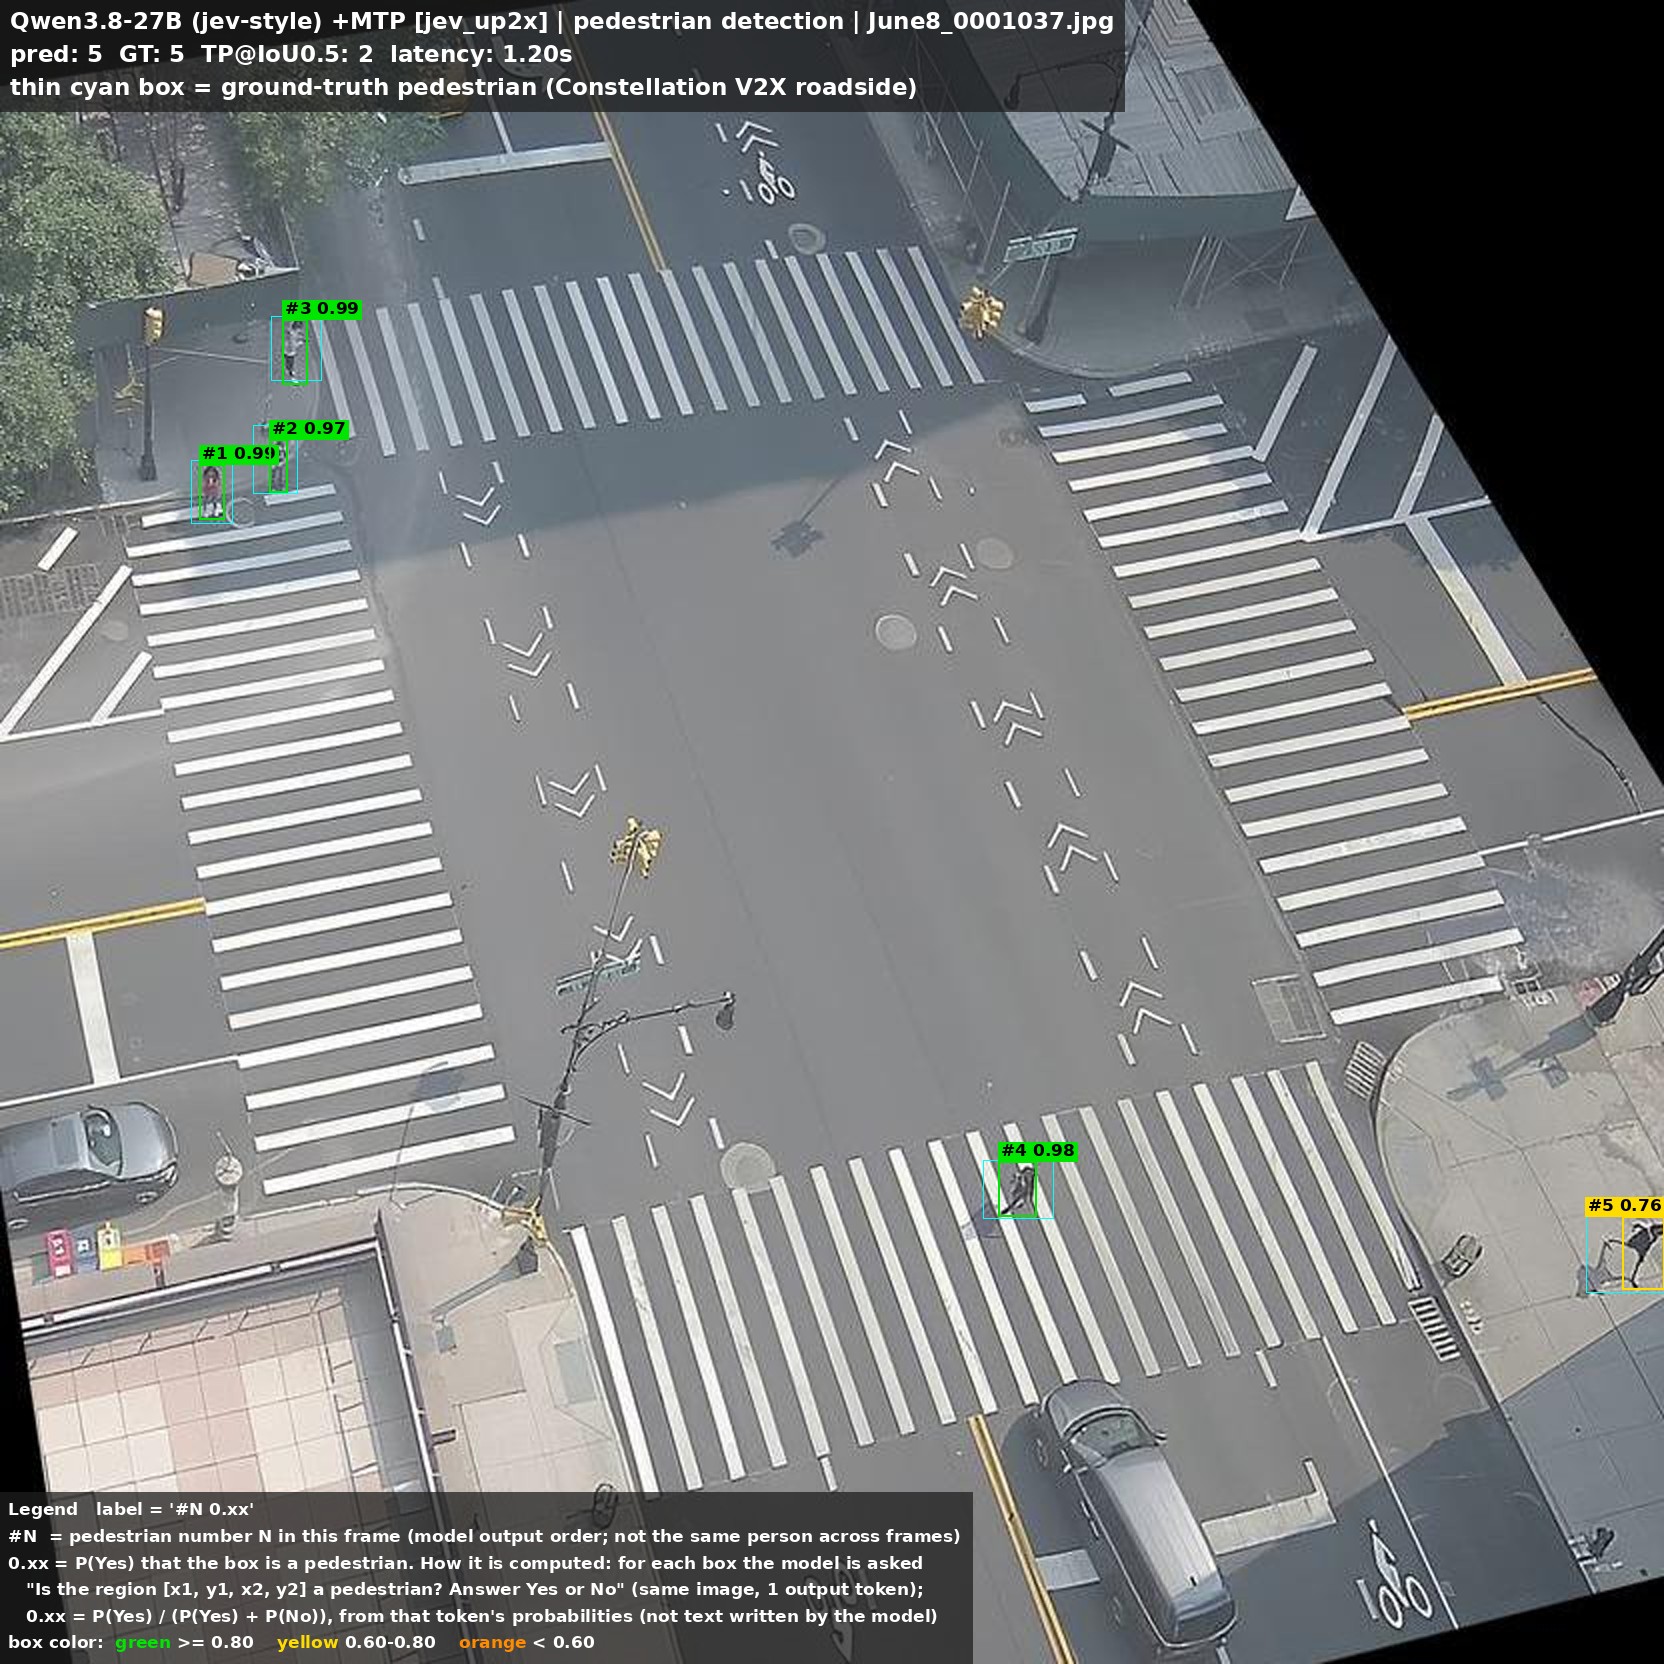 Qwen3.8-27B (jev-style) +MTP [jev_up2x] | pedestrian detection | June8_0001037.jpg
pred: 5  GT: 5  TP@IoU0.5: 2  latency: 1.20s
thin cyan box = ground-truth pedestrian (Constellation V2X roadside)
#3 0.99
#2 0.97
#1 0.99
#4 0.98
#5 0.76
Legend   label = '#N 0.xx'
#N  = pedestrian number N in this frame (model output order; not the same person across frames)
0.xx = P(Yes) that the box is a pedestrian. How it is computed: for each box the model is asked
"Is the region [x1, y1, x2, y2] a pedestrian? Answer Yes or No" (same image, 1 output token);
0.xx = P(Yes) / (P(Yes) + P(No)), from that token's probabilities (not text written by the model)
box color:  green >= 0.80    yellow 0.60-0.80    orange < 0.60